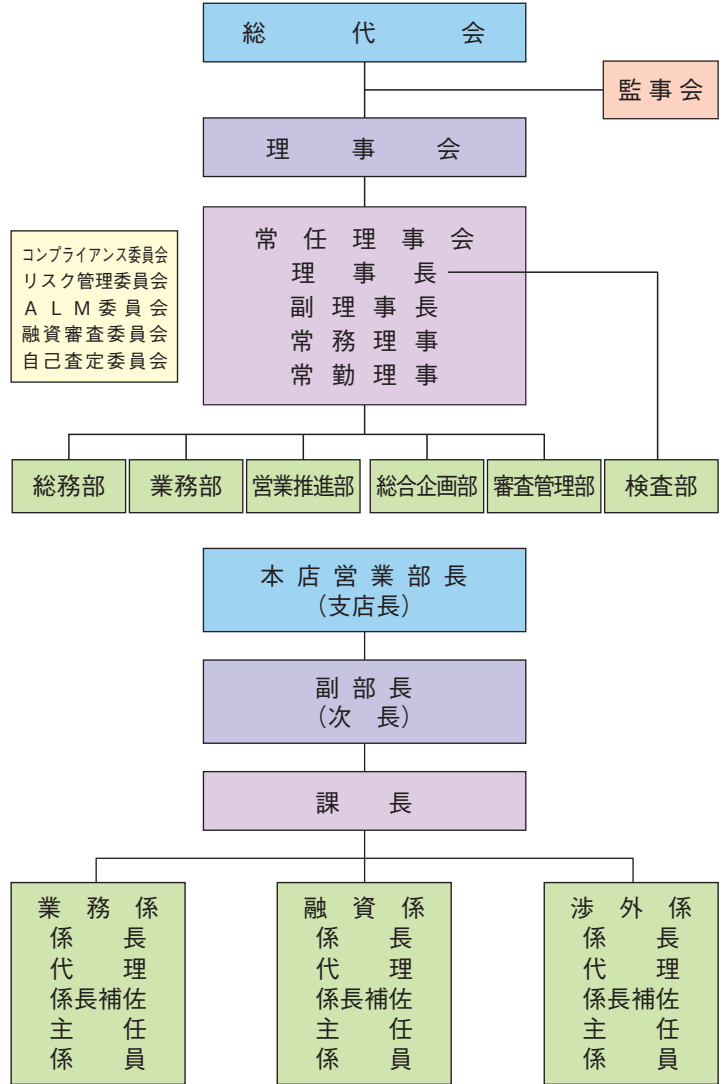 総代会
監事会
理事会
常任理事会
理事長
副理事長
常務理事
常勤理事
コンプライアンス委員会
リスク管理委員会
ALM委員会
融資審査委員会
自己査定委員会
総務部
業務部
営業推進部
総合企画部
審査管理部
検査部
本店営業部長
(支店長)
副部長
(次長)
課長
業務係
係長
代理
係長補佐
主任
係員
融資係
係長
代理
係長補佐
主任
係員
渉外係
係長
代理
係長補佐
主任
係員